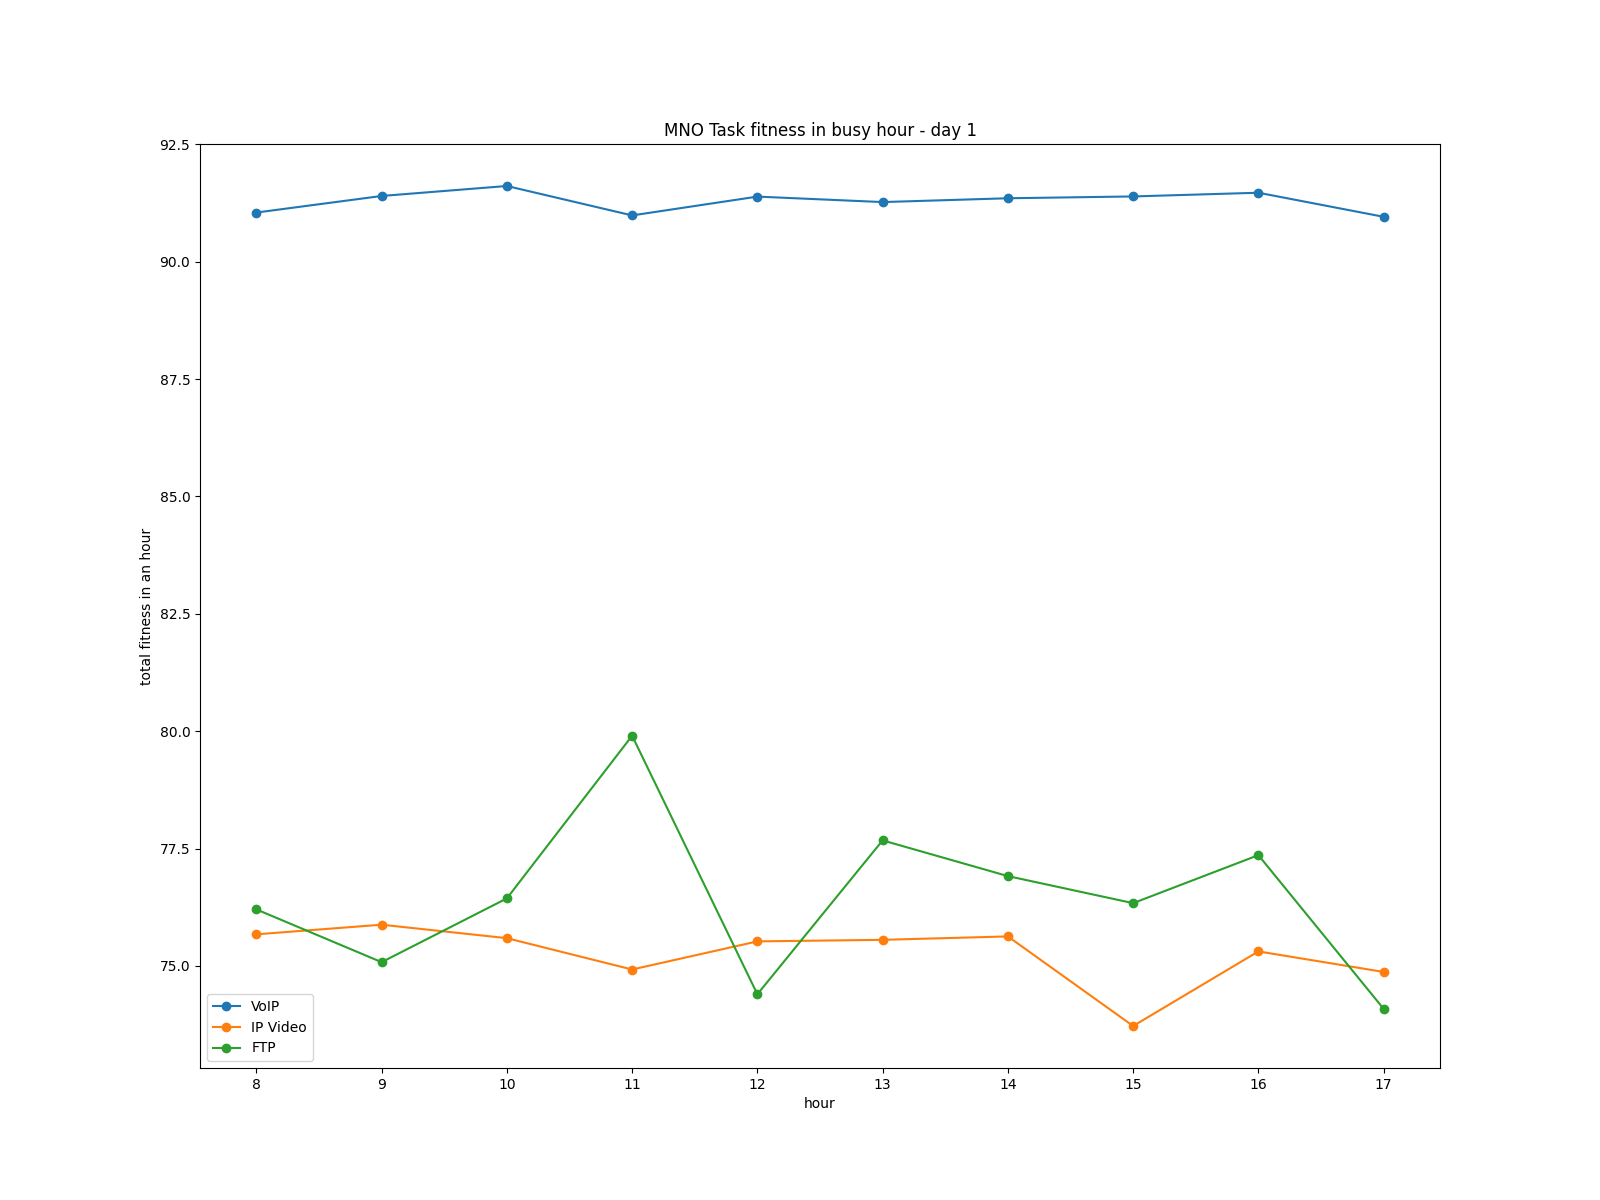 MNO Task fitness in busy hour - day 1
92.5
90.0
87.5
85.0
82.5
80.0
77.5
75.0
total fitness in an hour
VoIP
IP Video
FTP
8 9 10 11 12 13 14 15 16 17
hour